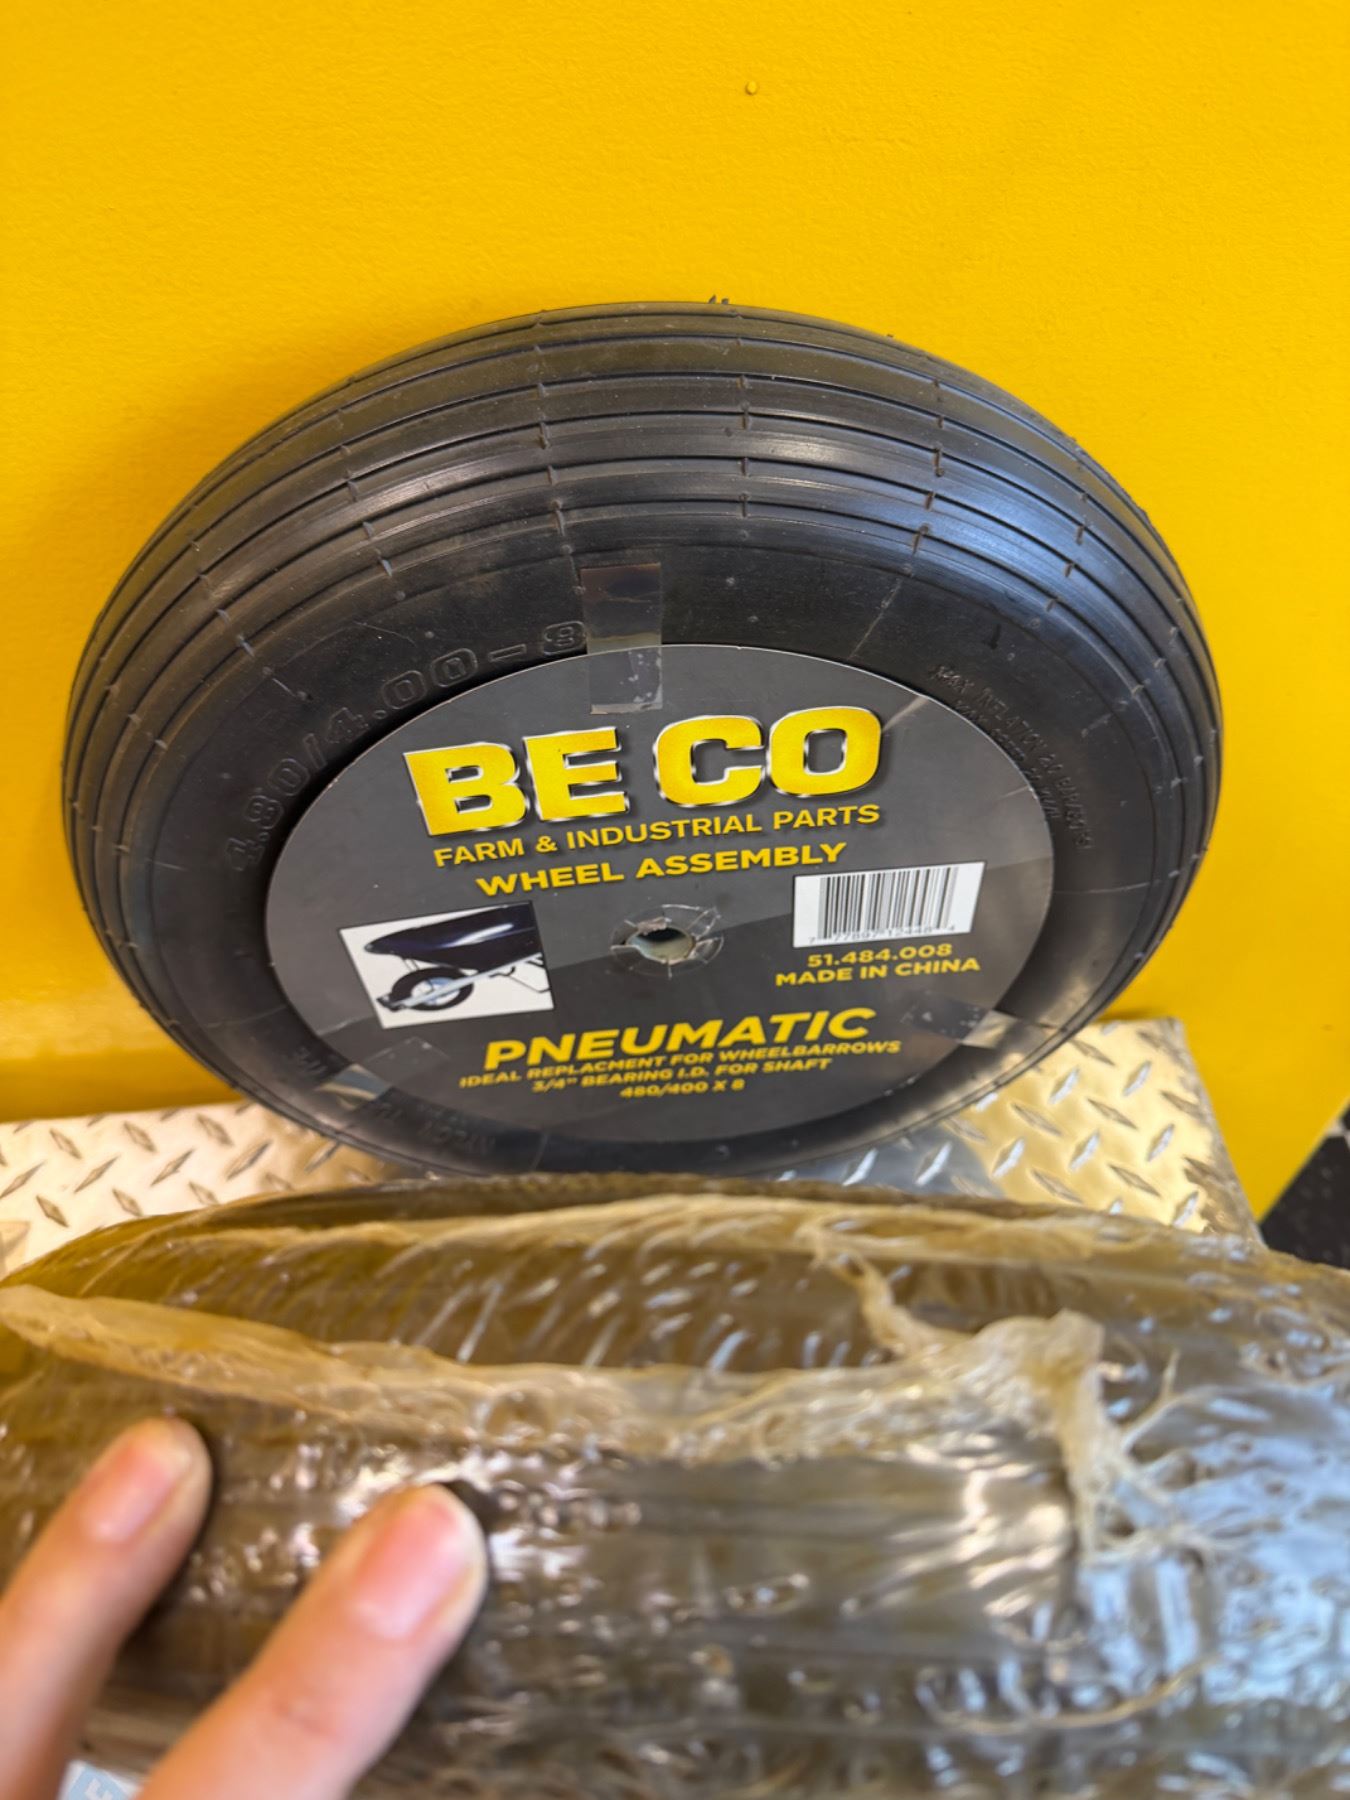 4.80/4.00-8
BE CO
FARM & INDUSTRIAL PARTS
WHEEL ASSEMBLY
51.484.008
MADE IN CHINA
PNEUMATIC
IDEAL REPLACMENT FOR WHEELBARROWS
3/4" BEARING I.D. FOR SHAFT
480/400 X 8